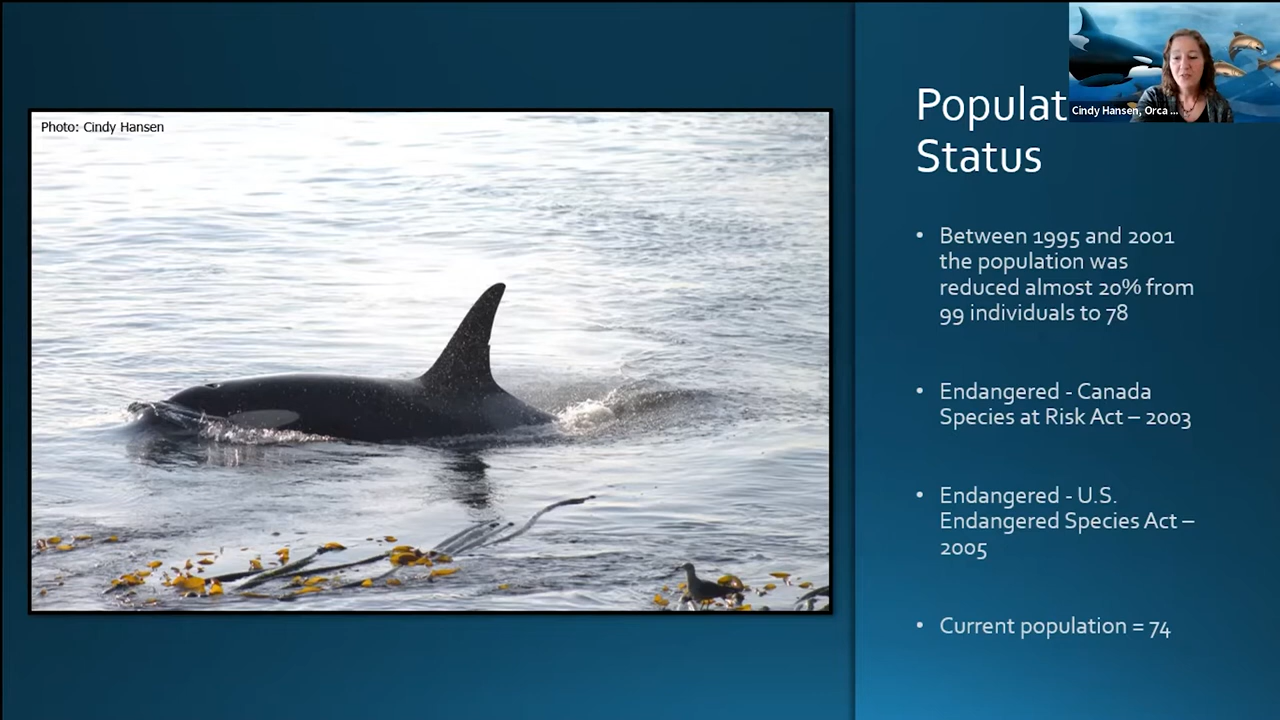 Photo: Cindy Hansen
Populat
Status
Cindy Hansen, Orca ...
• Between 1995 and 2001
the population was
reduced almost 20% from
99 individuals to 78
• Endangered - Canada
Species at Risk Act – 2003
• Endangered - U.S.
Endangered Species Act –
2005
• Current population = 74